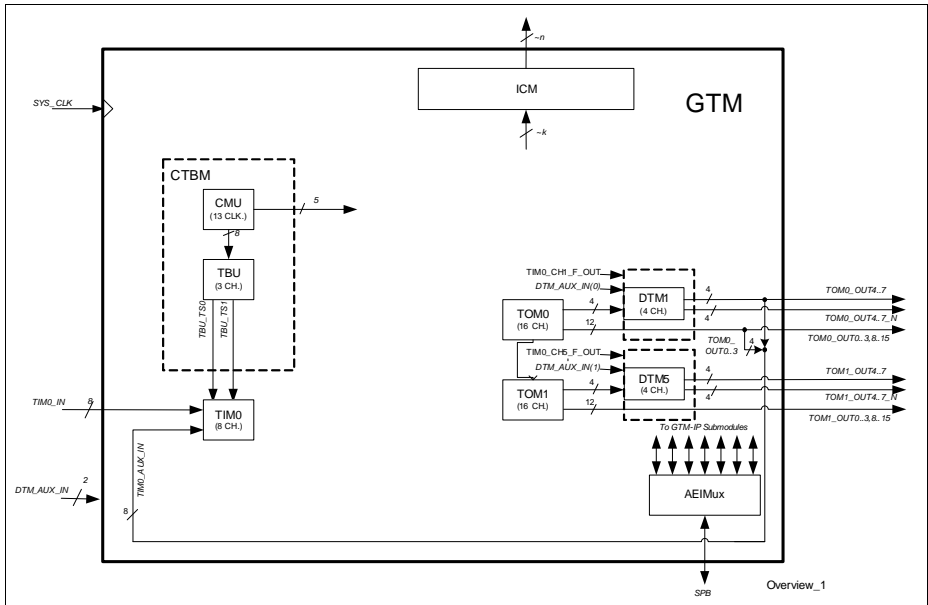 ~n
ICM
GTM
SYS_CLK
~k
CTBM
CMU
(13 CLK.)
5
8
TBU
(3 CH.)
TBU_TS0
TBU_TS1
TIM0_CH1_F_OUT
DTM_AUX_IN(0)
4
DTM1
(4 CH.)
4
4
TOM0_OUT4..7
TOM0
(16 CH.)
12
TOM0_OUT4..7_N
TOM0_OUT0..3,8..15
TOM0_
OUT0..3
4
TIM0_CH5_F_OUT
DTM_AUX_IN(1)
4
DTM5
(4 CH.)
4
4
TOM1_OUT4..7
TOM1
(16 CH.)
12
TOM1_OUT4..7_N
TOM1_OUT0..3,8..15
TIM0_IN
8
TIM0
(8 CH.)
To GTM-IP Submodules
DTM_AUX_IN
2
TIM0_AUX_IN
8
AEIMux
SPB
Overview_1